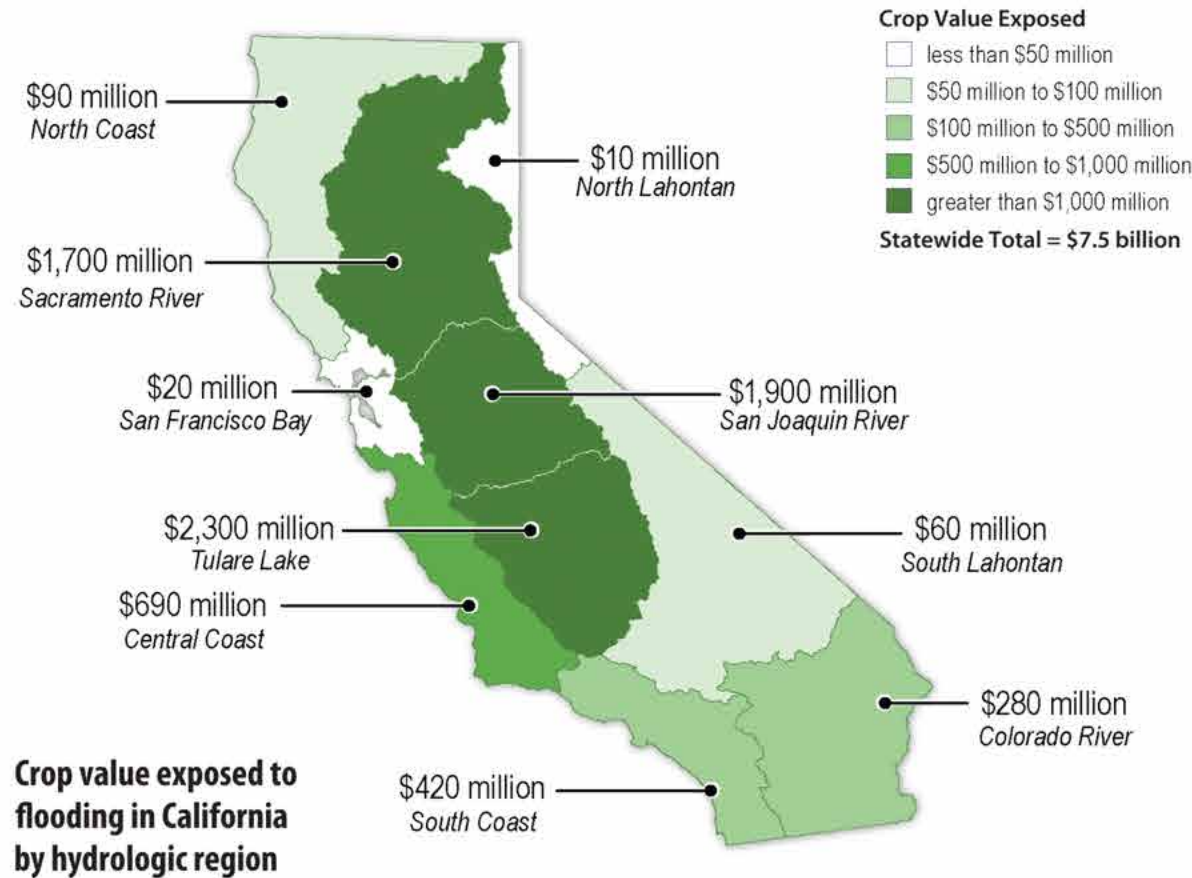 Crop Value Exposed
less than $50 million
$50 million to $100 million
$100 million to $500 million
$500 million to $1,000 million
greater than $1,000 million
Statewide Total = $7.5 billion
$90 million
North Coast
$10 million
North Lahontan
$1,700 million
Sacramento River
$20 million
San Francisco Bay
$1,900 million
San Joaquin River
$2,300 million
Tulare Lake
$60 million
South Lahontan
$690 million
Central Coast
$280 million
Colorado River
$420 million
South Coast
Crop value exposed to
flooding in California
by hydrologic region